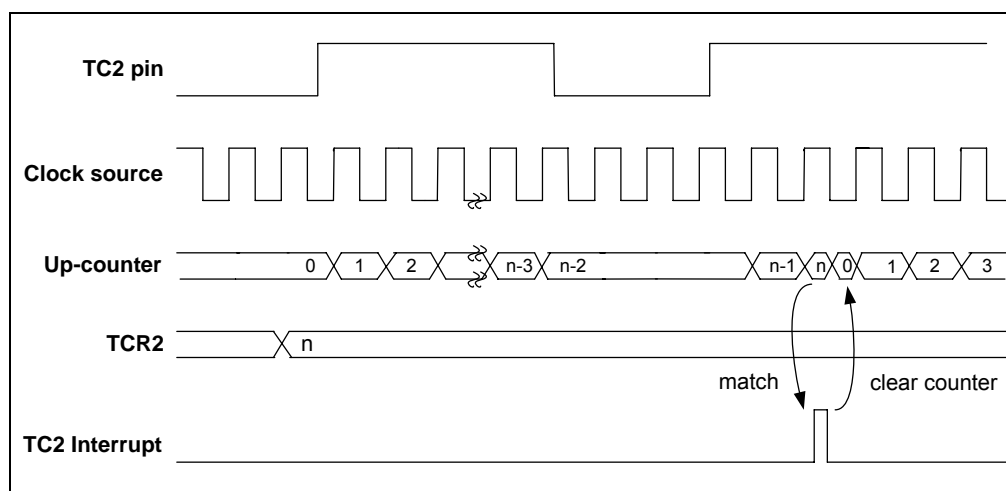 TC2 pin
Clock source
Up-counter 0 1 2 n-3 n-2 n-1 n 0 1 2 3
TCR2 n
match clear counter
TC2 Interrupt